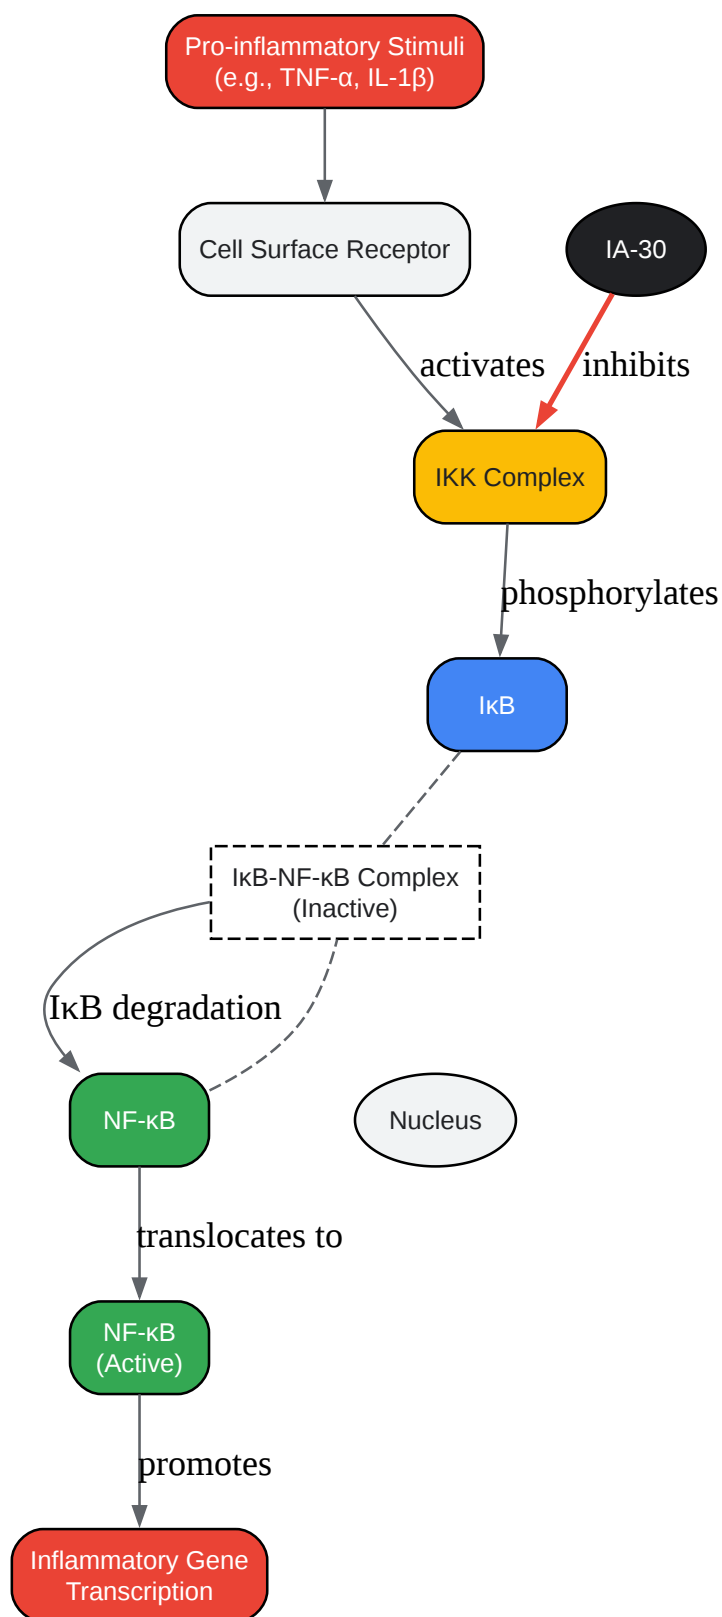 Pro-inflammatory Stimuli
(e.g., TNF-α, IL-1β)
Cell Surface Receptor
IA-30
activates
inhibits
IKK Complex
phosphorylates
IκB
IκB-NF-κB Complex
(Inactive)
IκB degradation
NF-κB
Nucleus
translocates to
NF-κB
(Active)
promotes
Inflammatory Gene
Transcription